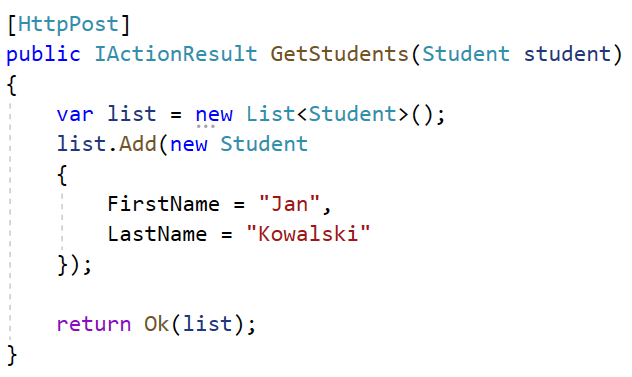 [HttpPost]
public IActionResult GetStudents(Student student)
{
    var list = new List<Student>();
    list.Add(new Student
    {
        FirstName = "Jan",
        LastName = "Kowalski"
    });

    return Ok(list);
}